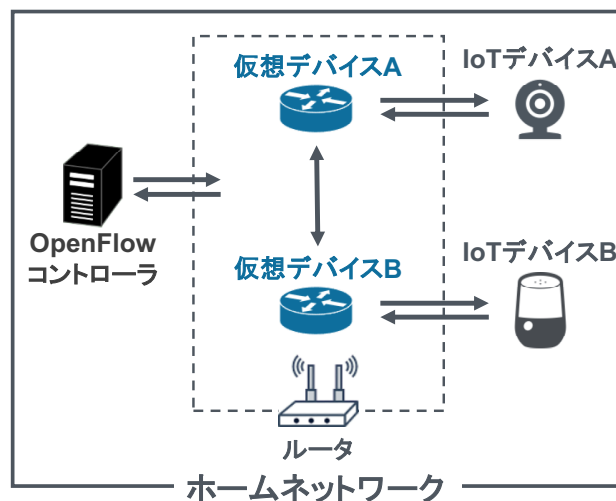 仮想デバイスA
IoTデバイスA
OpenFlow
コントローラ
仮想デバイスB
IoTデバイスB
ルータ
ホームネットワーク